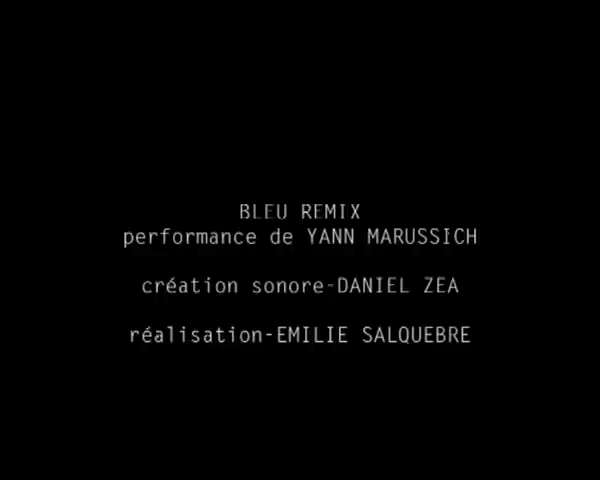 BLEU REMIX
performance de YANN MARUSSICH
création sonore-DANIEL ZEA
réalisation-EMILIE SALQUEBRE